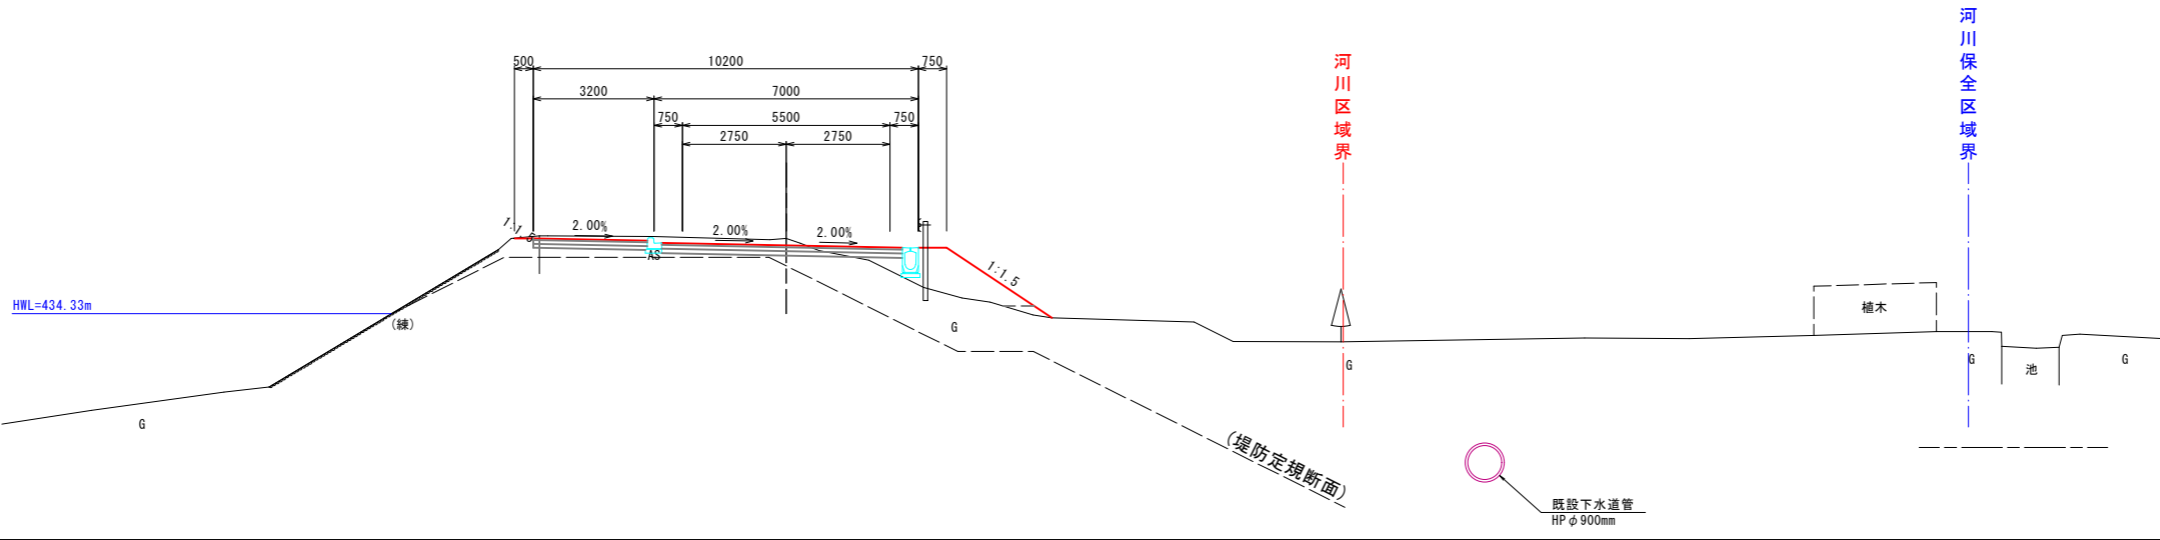 河川保全区域界
河川区域界
500
10200
750
3200
7000
750
5500
750
2750
2750
1:1.5
2.00%
2.00%
2.00%
AS
1:1.5
HWL=434.33m
(練)
G
植木
G
G
池
G
G
(堤防定規断面)
既設下水道管
HPφ900mm